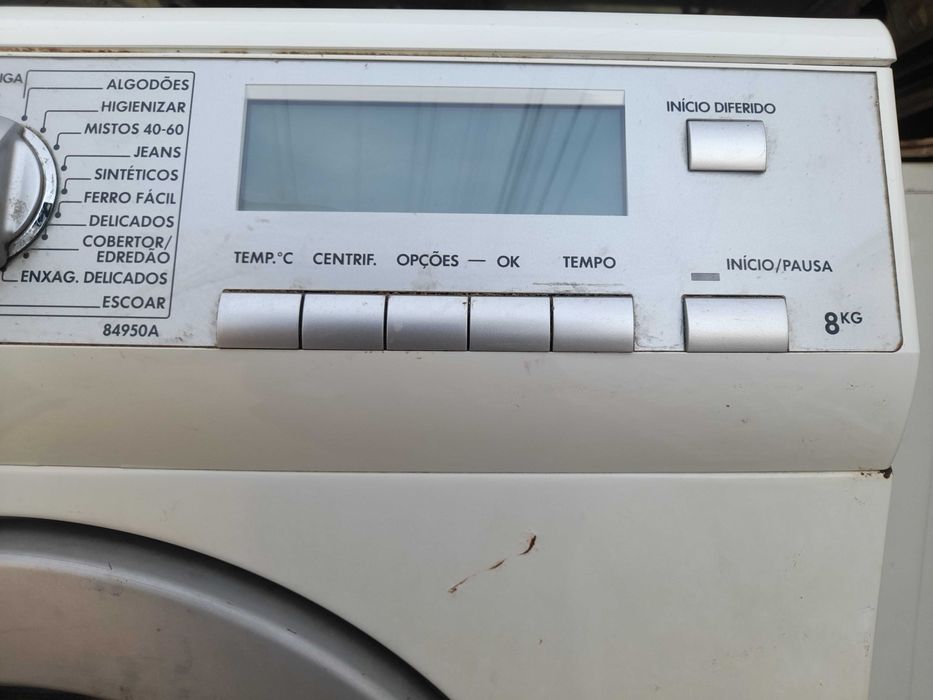 IGA
ALGODÕES
HIGIENIZAR
MISTOS 40-60
JEANS
SINTÉTICOS
FERRO FÁCIL
DELICADOS
COBERTOR/
EDREDÃO
ENXAG. DELICADOS
ESCOAR
84950A
TEMP.°C CENTRIF. OPÇÕES — OK TEMPO
INÍCIO DIFERIDO
INÍCIO/PAUSA
8KG